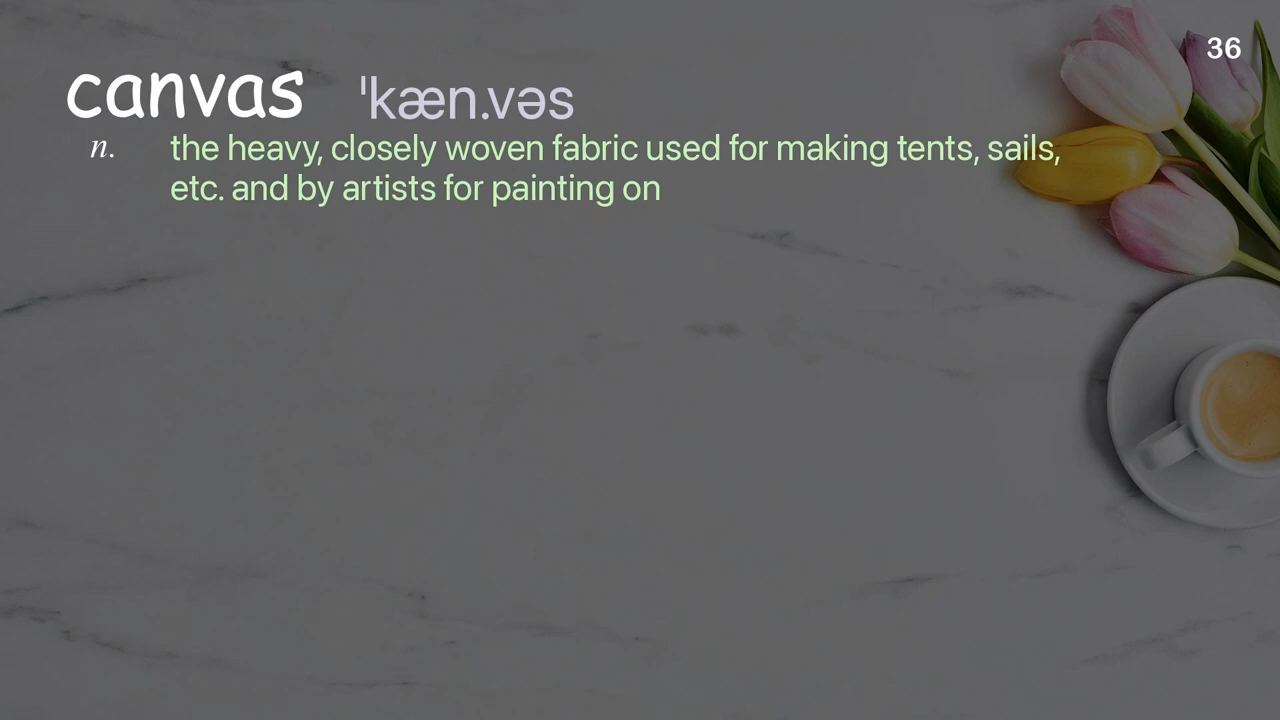 36
canvas ˈkæn.vəs
n. the heavy, closely woven fabric used for making tents, sails,
etc. and by artists for painting on